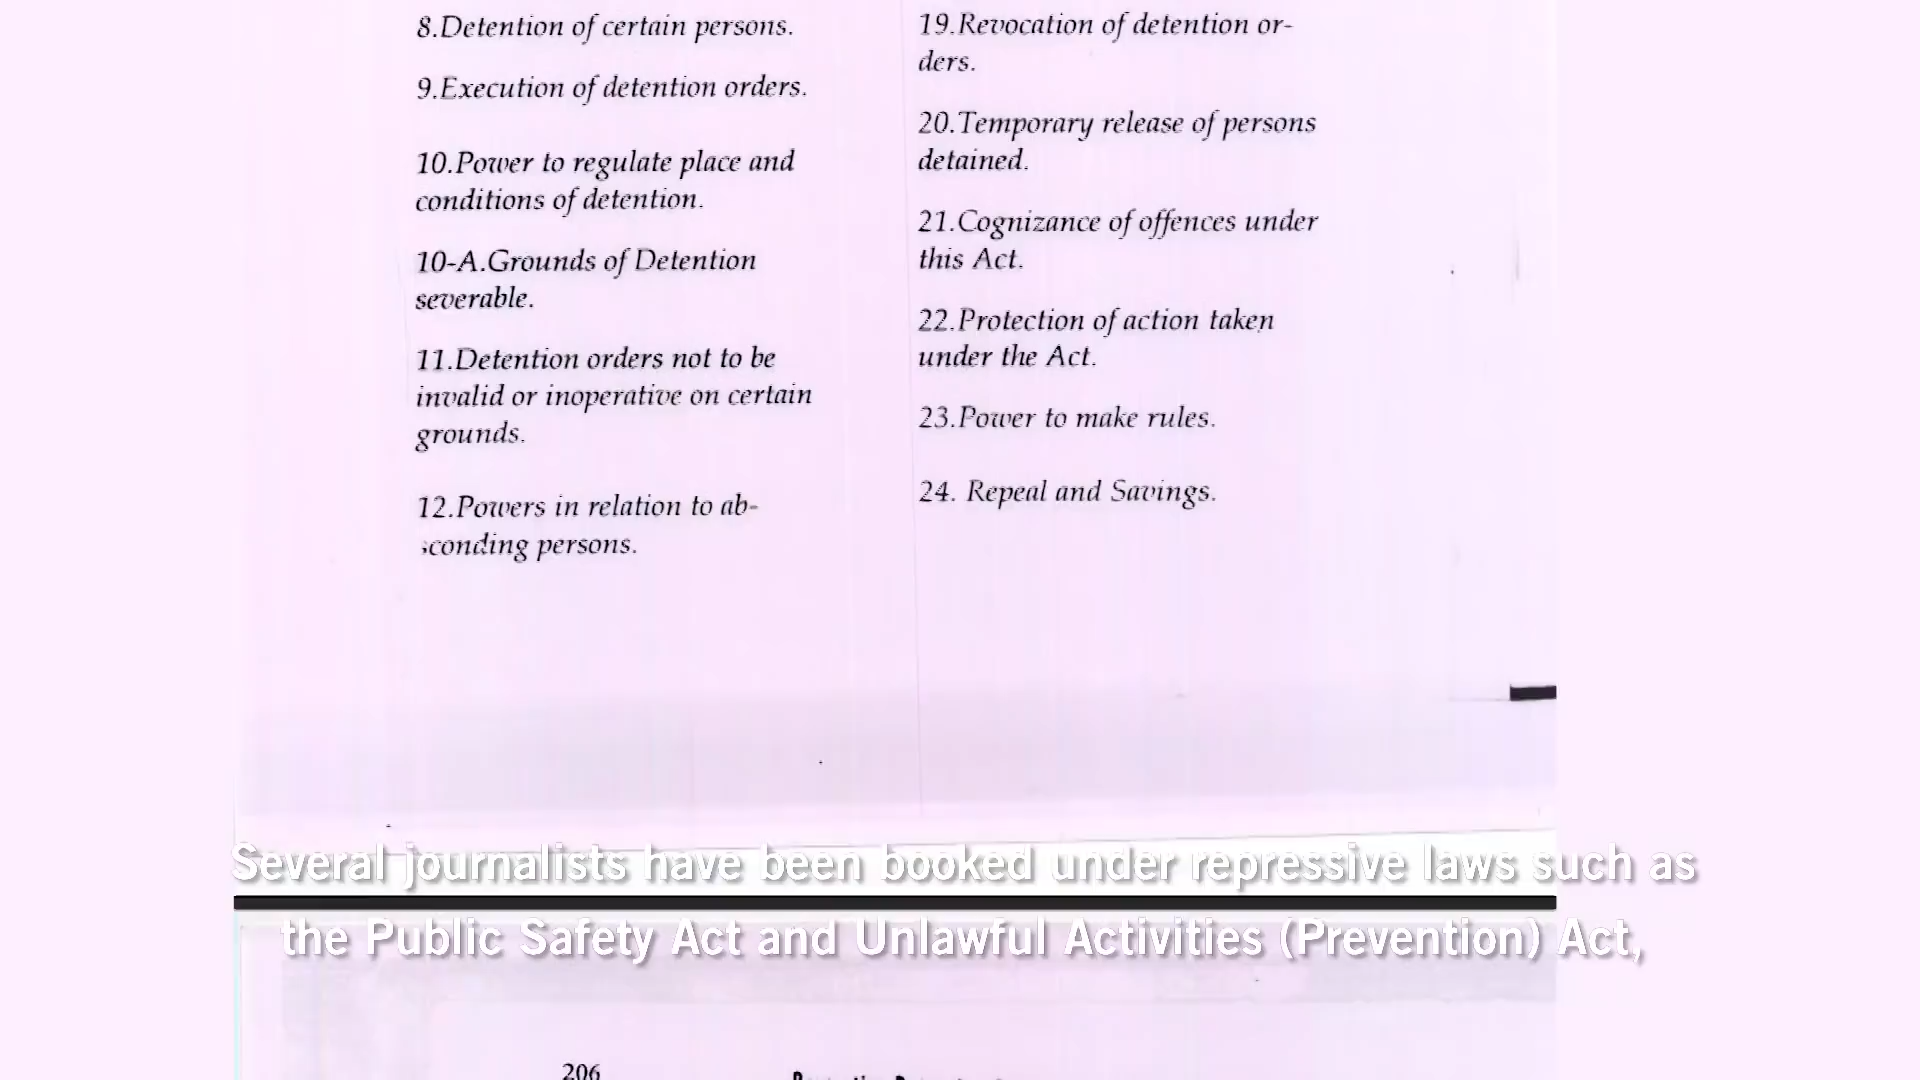 8.Detention of certain persons.
9.Execution of detention orders.
10.Power to regulate place and
conditions of detention.
10-A.Grounds of Detention
severable.
11.Detention orders not to be
invalid or inoperative on certain
grounds.
12.Powers in relation to ab-
sconding persons.
19.Revocation of detention or-
ders.
20.Temporary release of persons
detained.
21.Cognizance of offences under
this Act.
22.Protection of action taken
under the Act.
23.Power to make rules.
24. Repeal and Savings.
Several journalists have been booked under repressive laws such as
the Public Safety Act and Unlawful Activities (Prevention) Act,
206